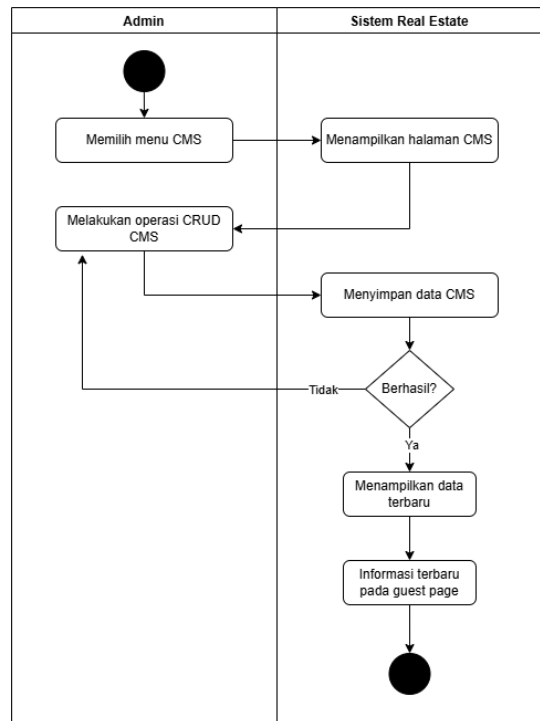 Admin
Sistem Real Estate
Memilih menu CMS
Menampilkan halaman CMS
Melakukan operasi CRUD
CMS
Menyimpan data CMS
Berhasil?
Tidak
Ya
Menampilkan data
terbaru
Informasi terbaru
pada guest page